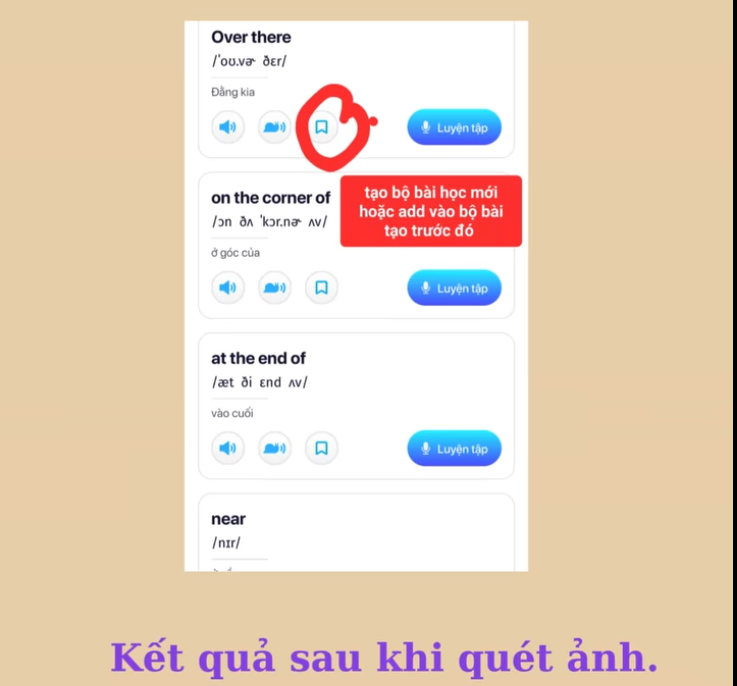 Over there
/ˈoʊ.vɚ ðɛr/
Đằng kia
Luyện tập
on the corner of
/ɔn ðʌ ˈkɔr.nɚ ʌv/
ở góc của
tạo bộ bài học mới
hoặc add vào bộ bài
tạo trước đó
Luyện tập
at the end of
/æt ði ɛnd ʌv/
vào cuối
Luyện tập
near
/nɪr/
Kết quả sau khi quét ảnh.